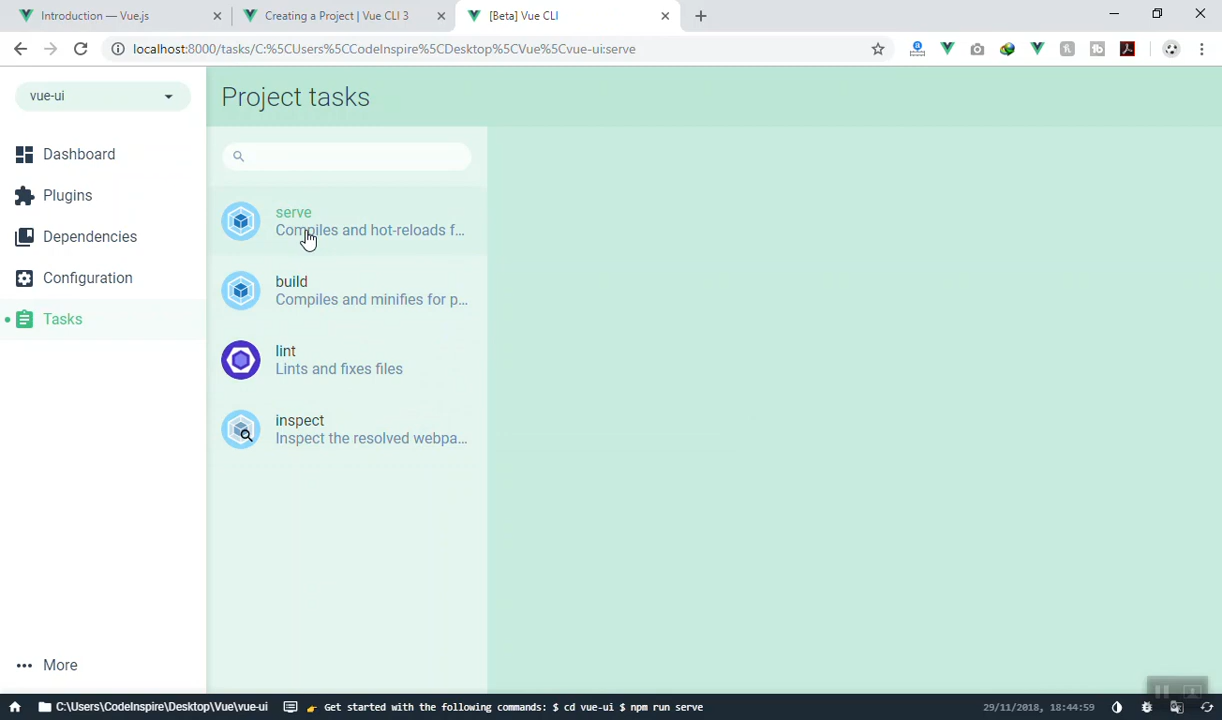 Introduction — Vue.js
Creating a Project | Vue CLI 3
[Beta] Vue CLI
localhost:8000/tasks/C:%5CUsers%5CCodeInspire%5CDesktop%5CVue%5Cvue-ui:serve
vue-ui
Project tasks
Dashboard
Plugins
Dependencies
Configuration
Tasks
More
serve
Compiles and hot-reloads f...
build
Compiles and minifies for p...
lint
Lints and fixes files
inspect
Inspect the resolved webpa...
C:\Users\CodeInspire\Desktop\Vue\vue-ui
Get started with the following commands: $ cd vue-ui $ npm run serve
29/11/2018, 18:44:59